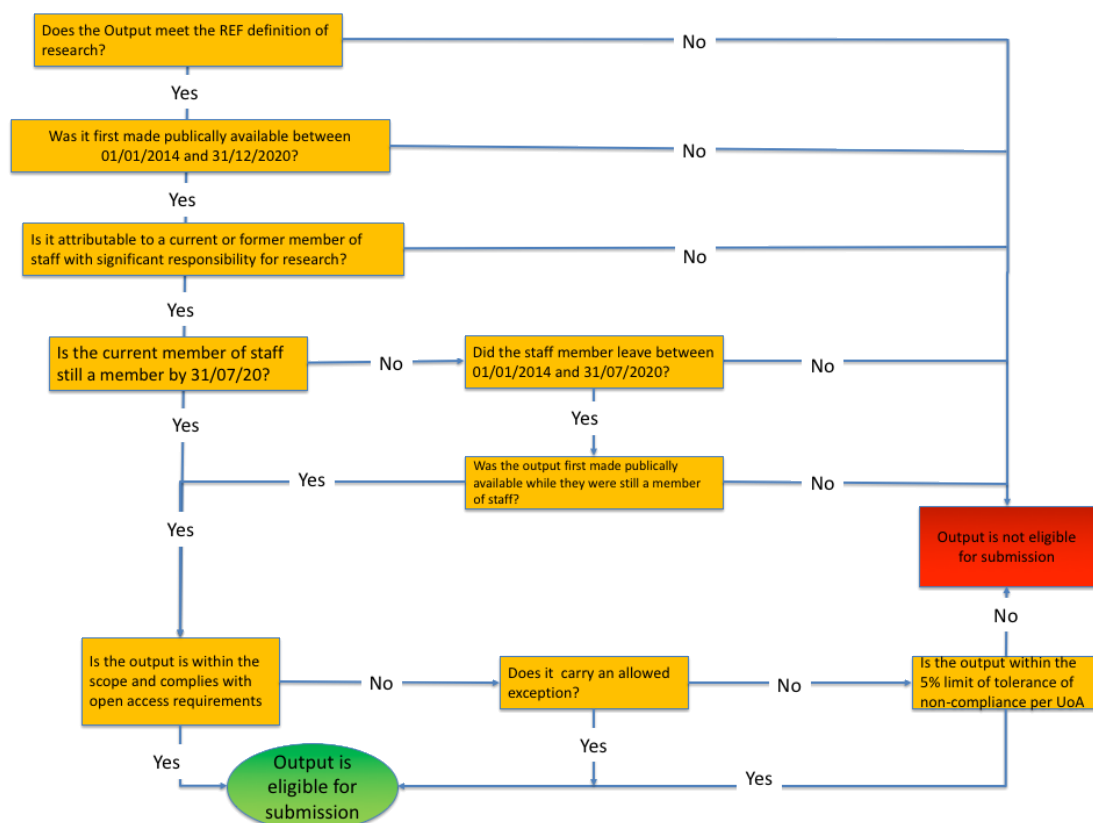 Does the Output meet the REF definition of
research?
No
Yes
Was it first made publically available between
01/01/2014 and 31/12/2020?
No
Yes
Is it attributable to a current or former member of
staff with significant responsibility for research?
No
Yes
Is the current member of staff
still a member by 31/07/20?
No
Did the staff member leave between
01/01/2014 and 31/07/2020?
No
Yes
Yes
Was the output first made publically
available while they were still a member
of staff?
Yes
No
Yes
Output is not eligible
for submission
No
Is the output is within the
scope and complies with
open access requirements
No
Does it carry an allowed
exception?
No
Is the output within the
5% limit of tolerance of
non-compliance per UoA
Yes
Yes
Yes
Output is
eligible for
submission